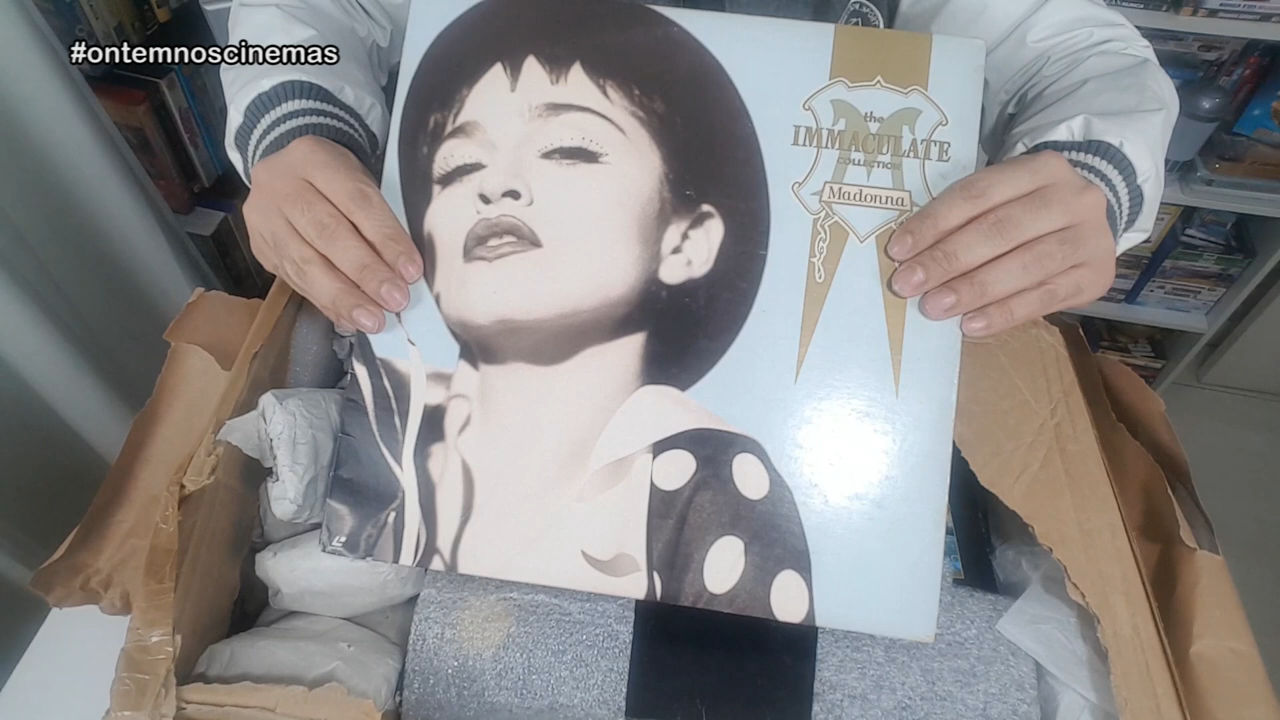 #ontemnoscinemas
the
IMMACULATE
COLLECTION
Madonna